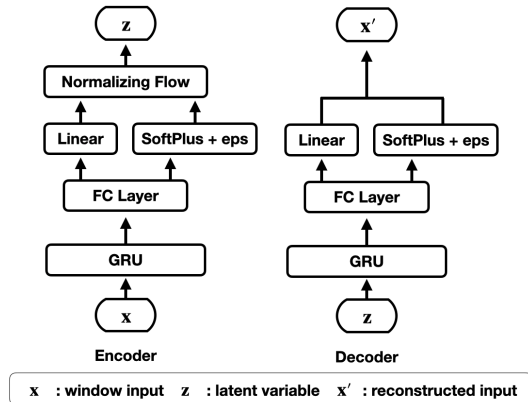 z
Normalizing Flow
Linear
SoftPlus + eps
FC Layer
GRU
x
Encoder
x′
Linear
SoftPlus + eps
FC Layer
GRU
z
Decoder
x : window input z : latent variable x′ : reconstructed input